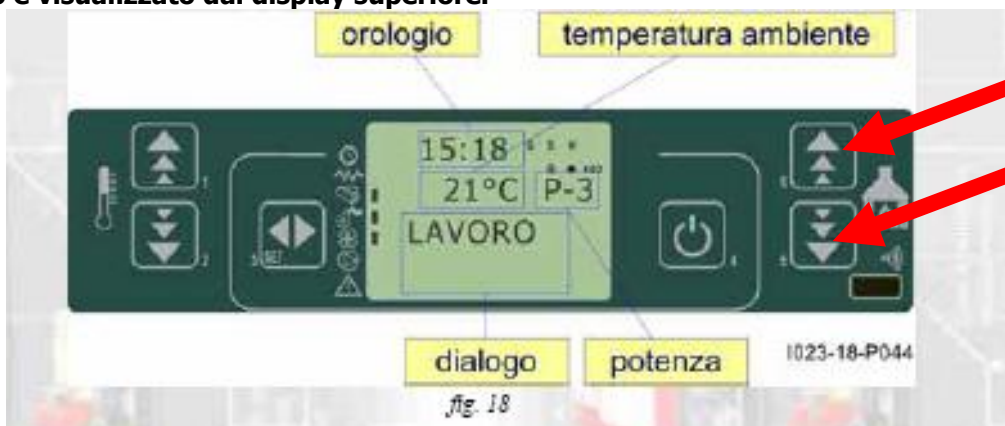 è visualizzato dal display superiore.
orologio
temperatura ambiente
15:18
21°C P-3
LAVORO
SET
dialogo
potenza
I023-18-P044
fig. 18